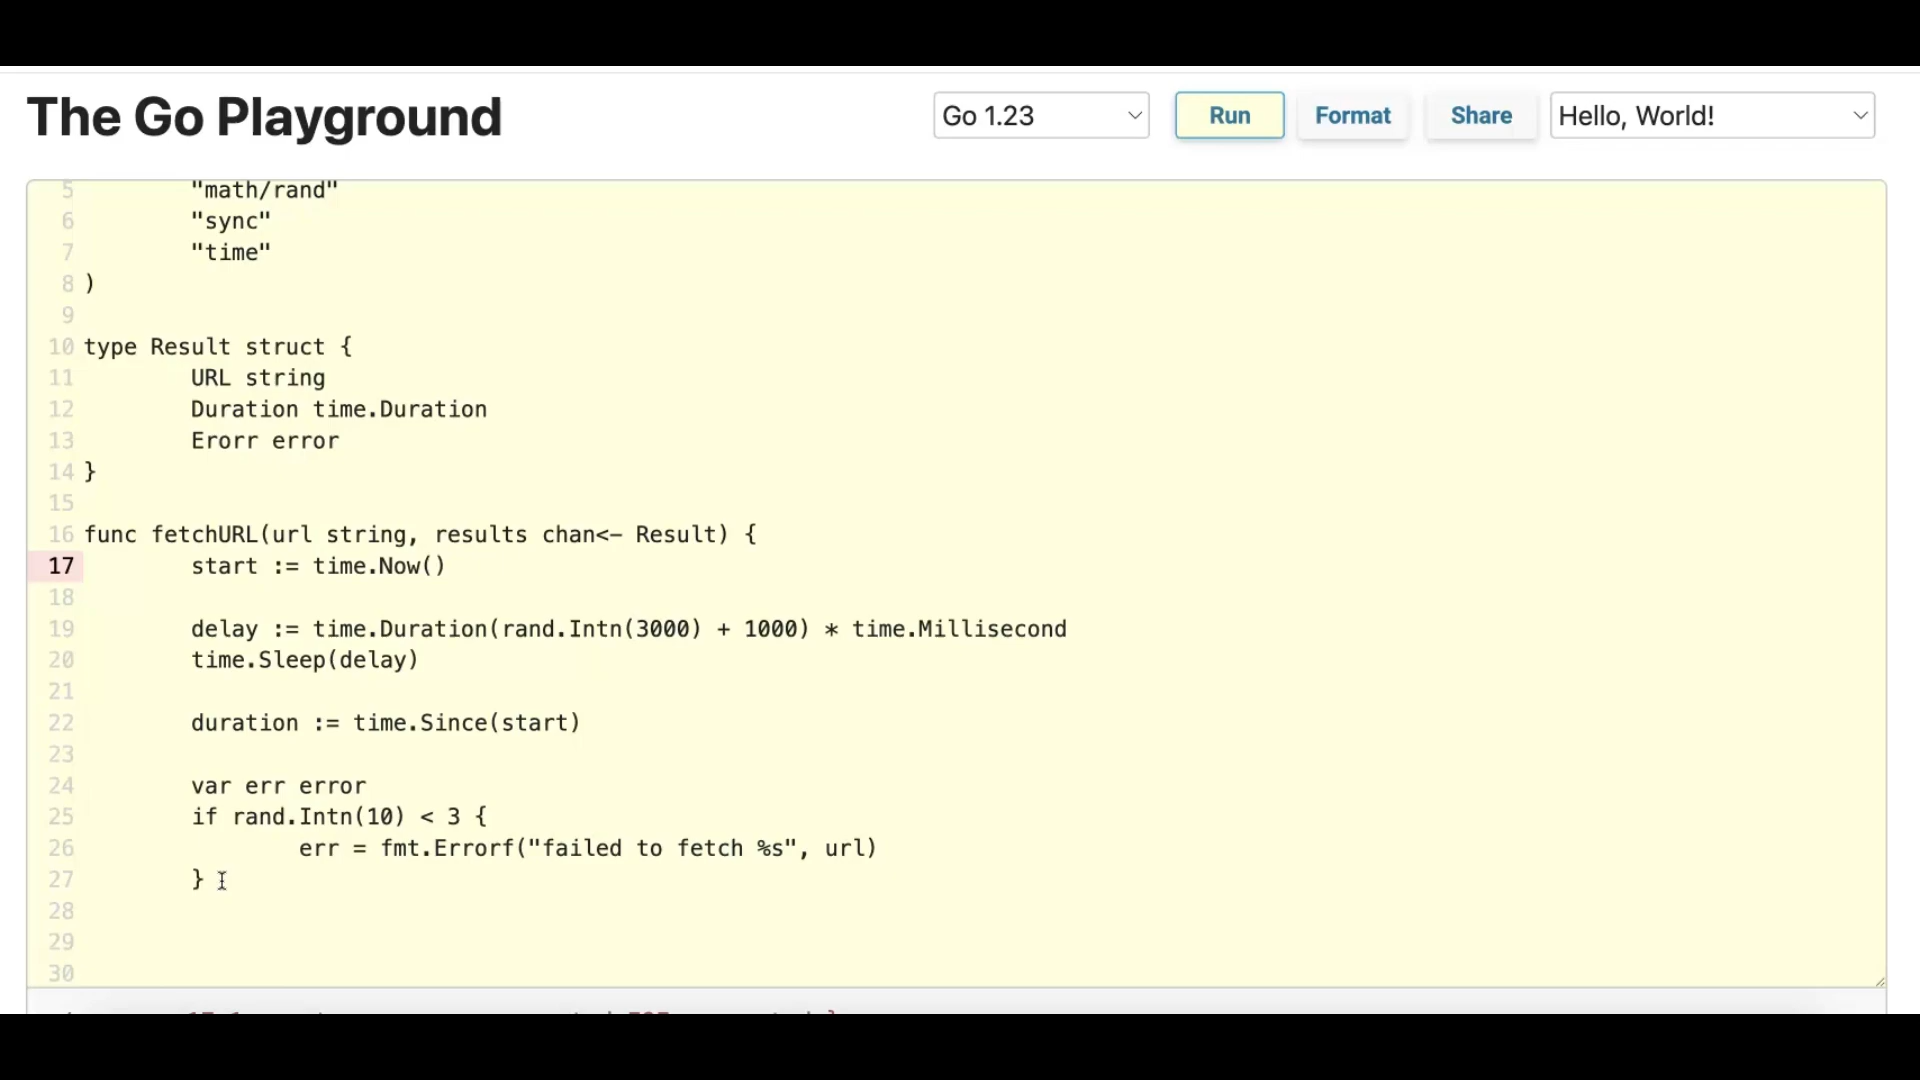 The Go Playground
Go 1.23
Run
Format
Share
Hello, World!
5 "math/rand"
6 "sync"
7 "time"
8 )
9
10 type Result struct {
11 URL string
12 Duration time.Duration
13 Erorr error
14 }
15
16 func fetchURL(url string, results chan<- Result) {
17 start := time.Now()
18
19 delay := time.Duration(rand.Intn(3000) + 1000) * time.Millisecond
20 time.Sleep(delay)
21
22 duration := time.Since(start)
23
24 var err error
25 if rand.Intn(10) < 3 {
26 err = fmt.Errorf("failed to fetch %s", url)
27 }
28
29
30